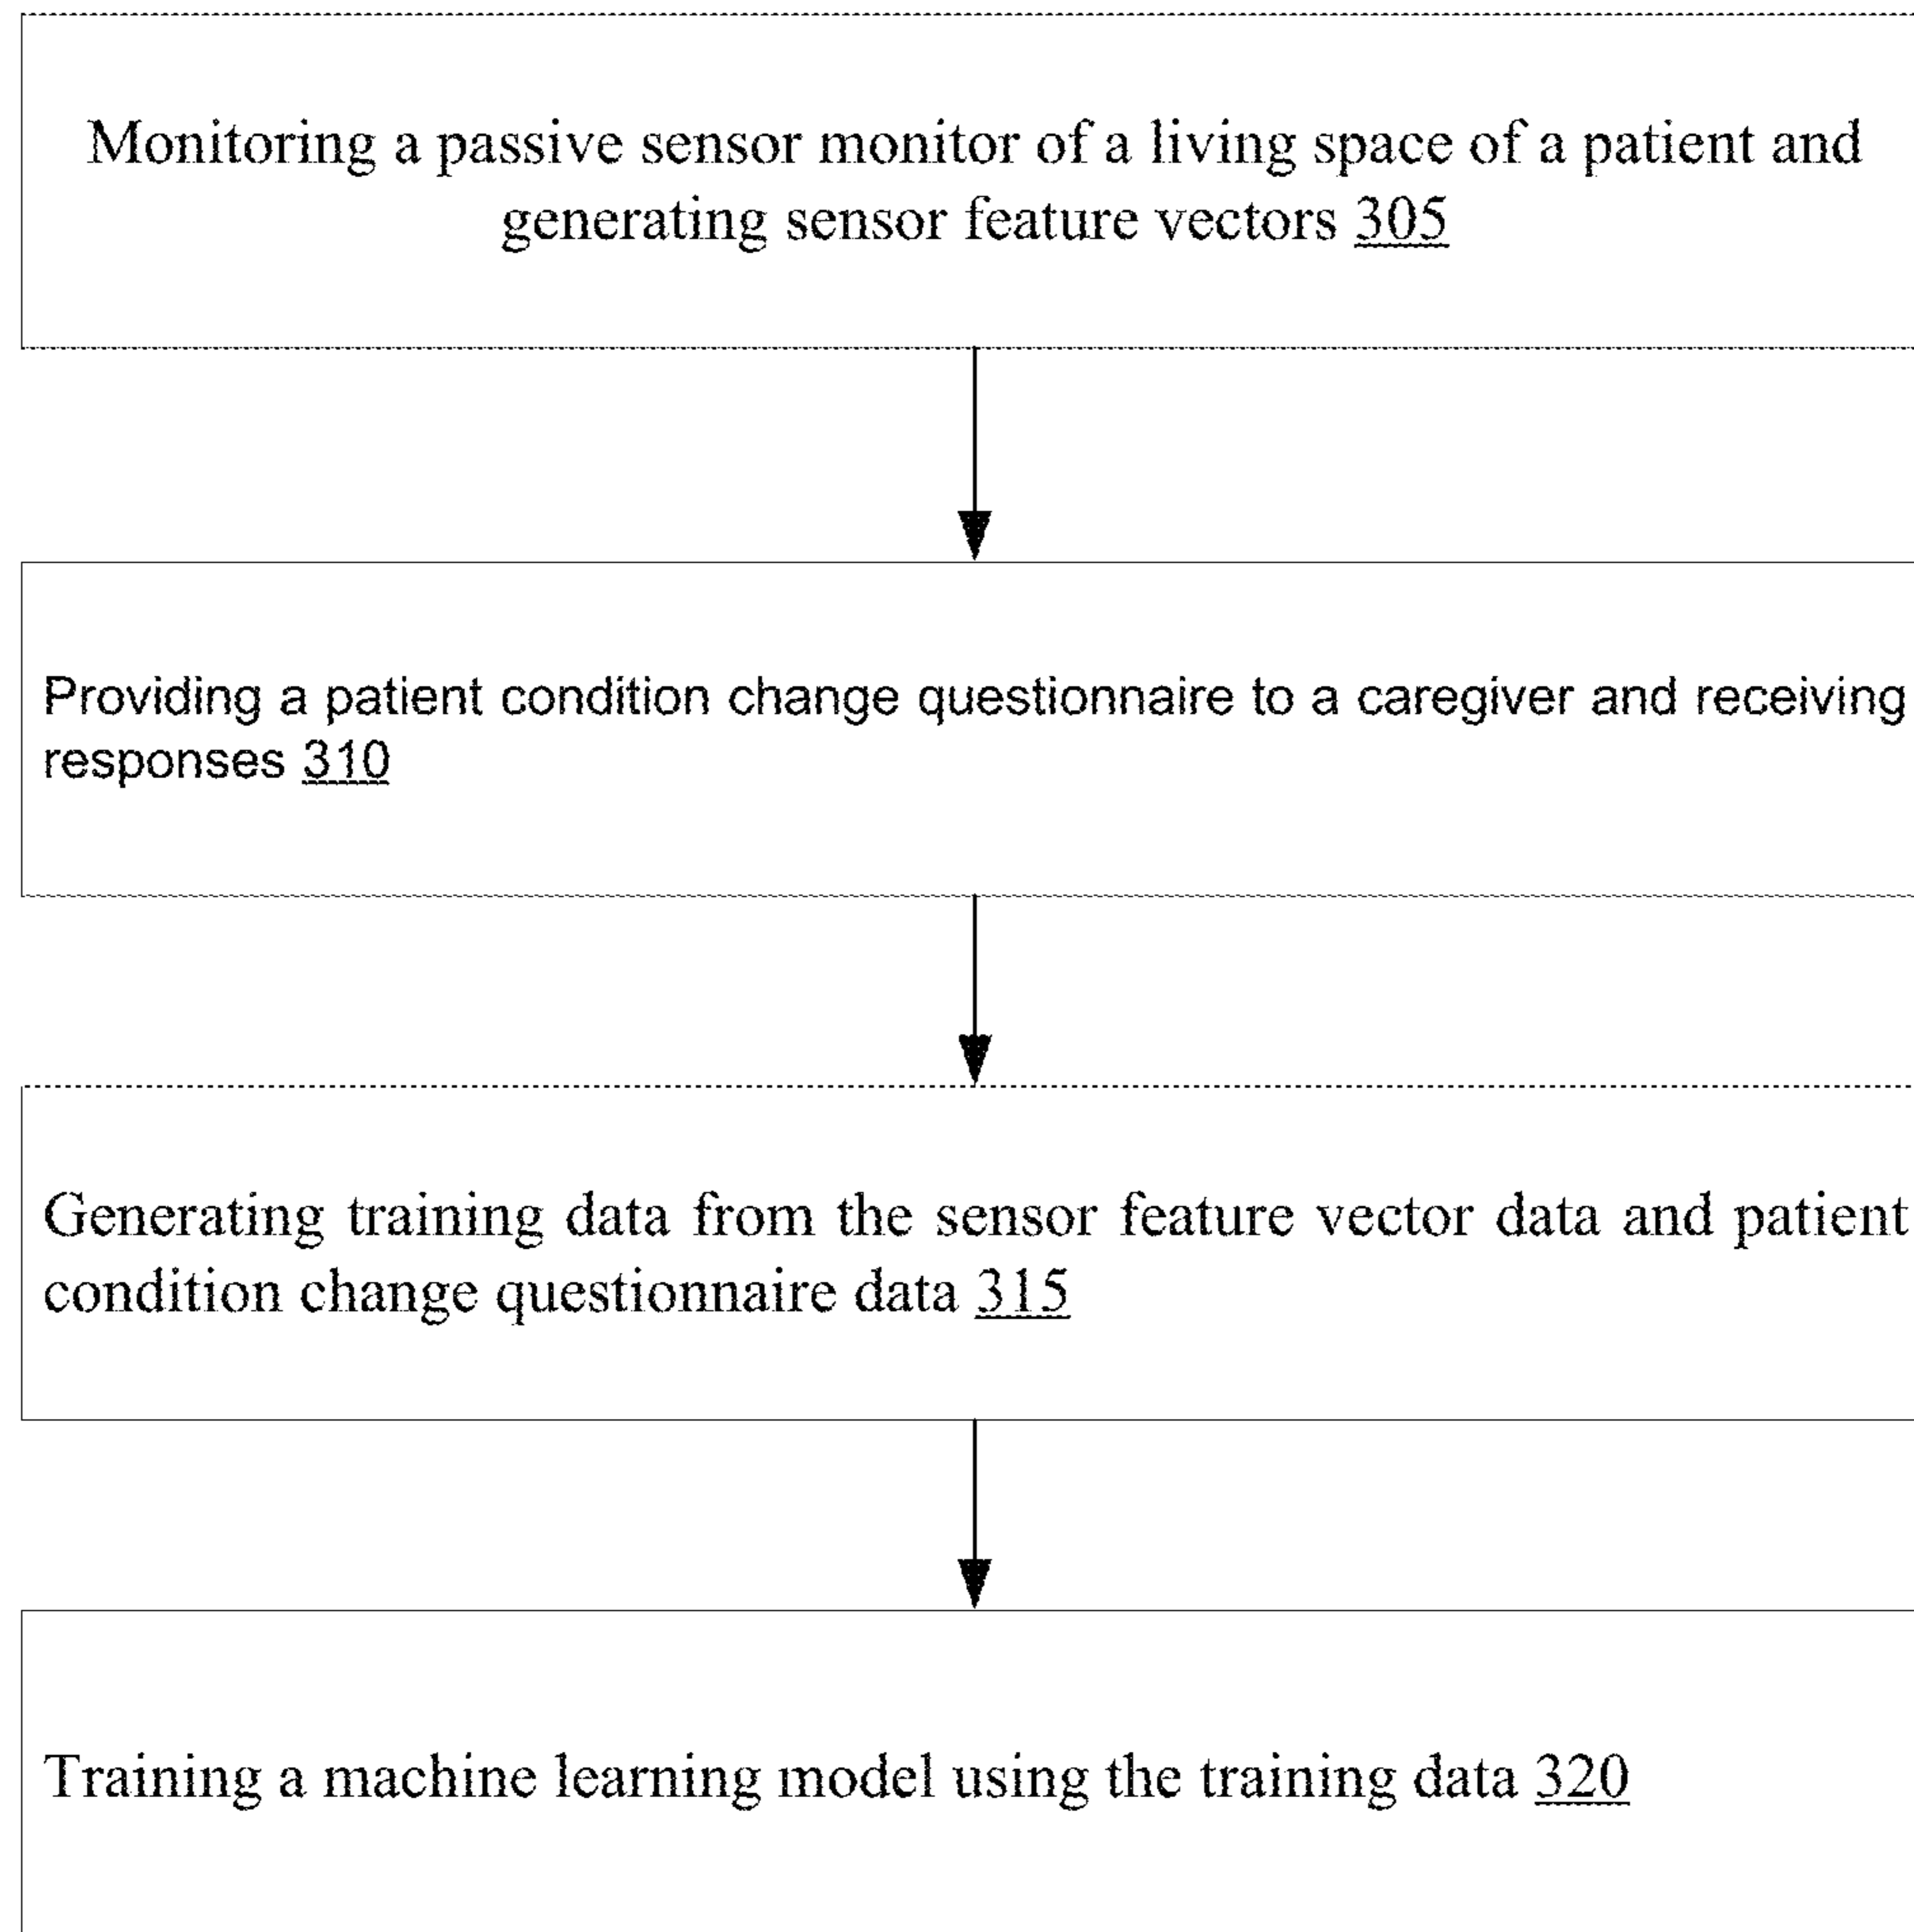 Monitoring a passive sensor monitor of a living space of a patient and
generating sensor feature vectors 305
Providing a patient condition change questionnaire to a caregiver and receiving
responses 310
Generating training data from the sensor feature vector data and patient
condition change questionnaire data 315
Training a machine learning model using the training data 320